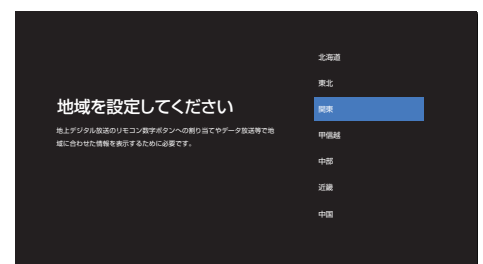 地域を設定してください
地上デジタル放送のリモコン数字ボタンへの割り当てやデータ放送等で地
域に合わせた情報を表示するために必要です。
北海道
東北
関東
甲信越
中部
近畿
中国